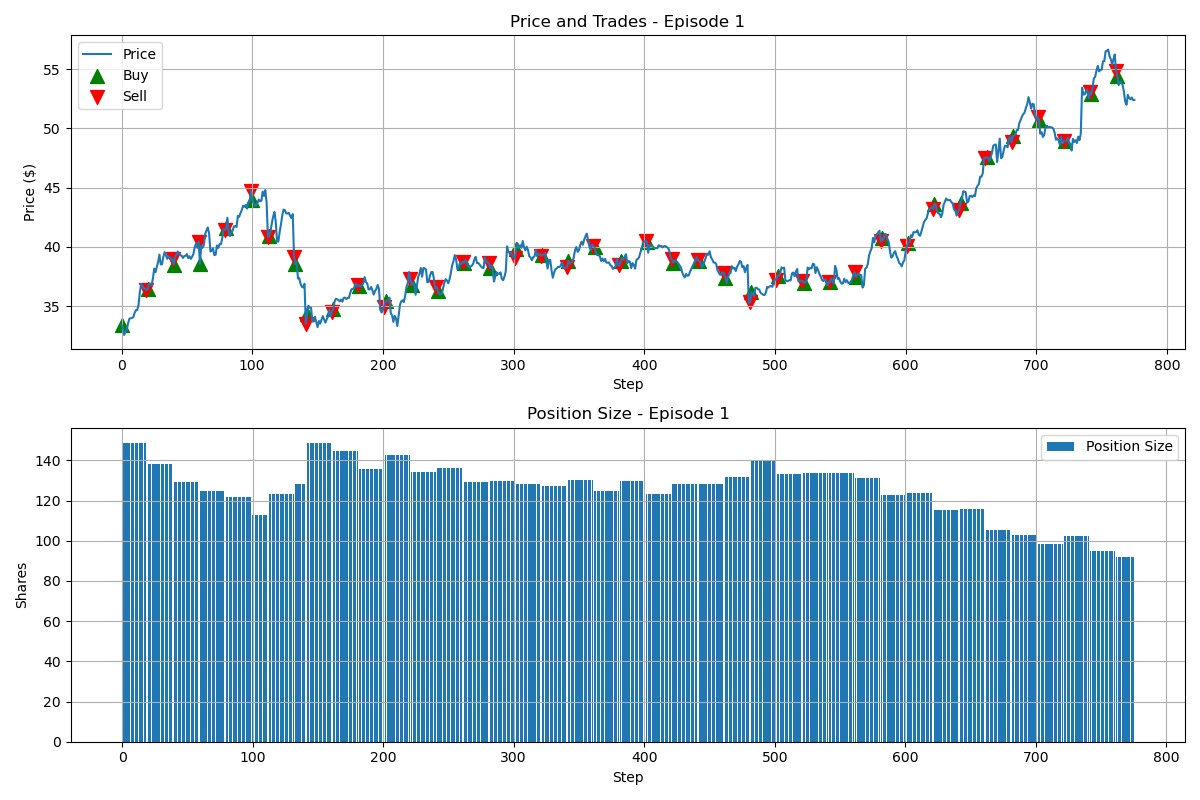 Price and Trades - Episode 1
Price
Buy
Sell
Price ($)
55
50
45
40
35
0 100 200 300 400 500 600 700 800
Step
Position Size - Episode 1
Position Size
Shares
140
120
100
80
60
40
20
0
0 100 200 300 400 500 600 700 800
Step